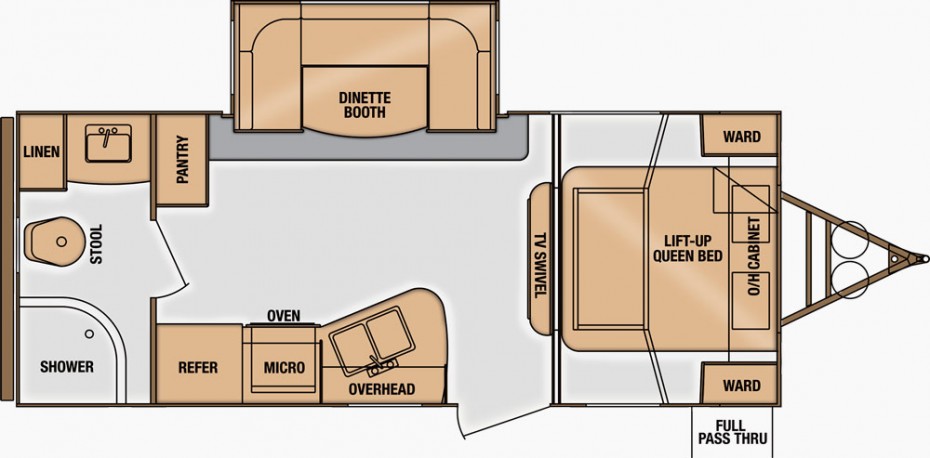 DINETTE
BOOTH
LINEN
PANTRY
WARD
STOOL
TV SWIVEL
LIFT-UP
QUEEN BED
O/H CABINET
OVEN
SHOWER
REFER
MICRO
OVERHEAD
WARD
FULL
PASS THRU